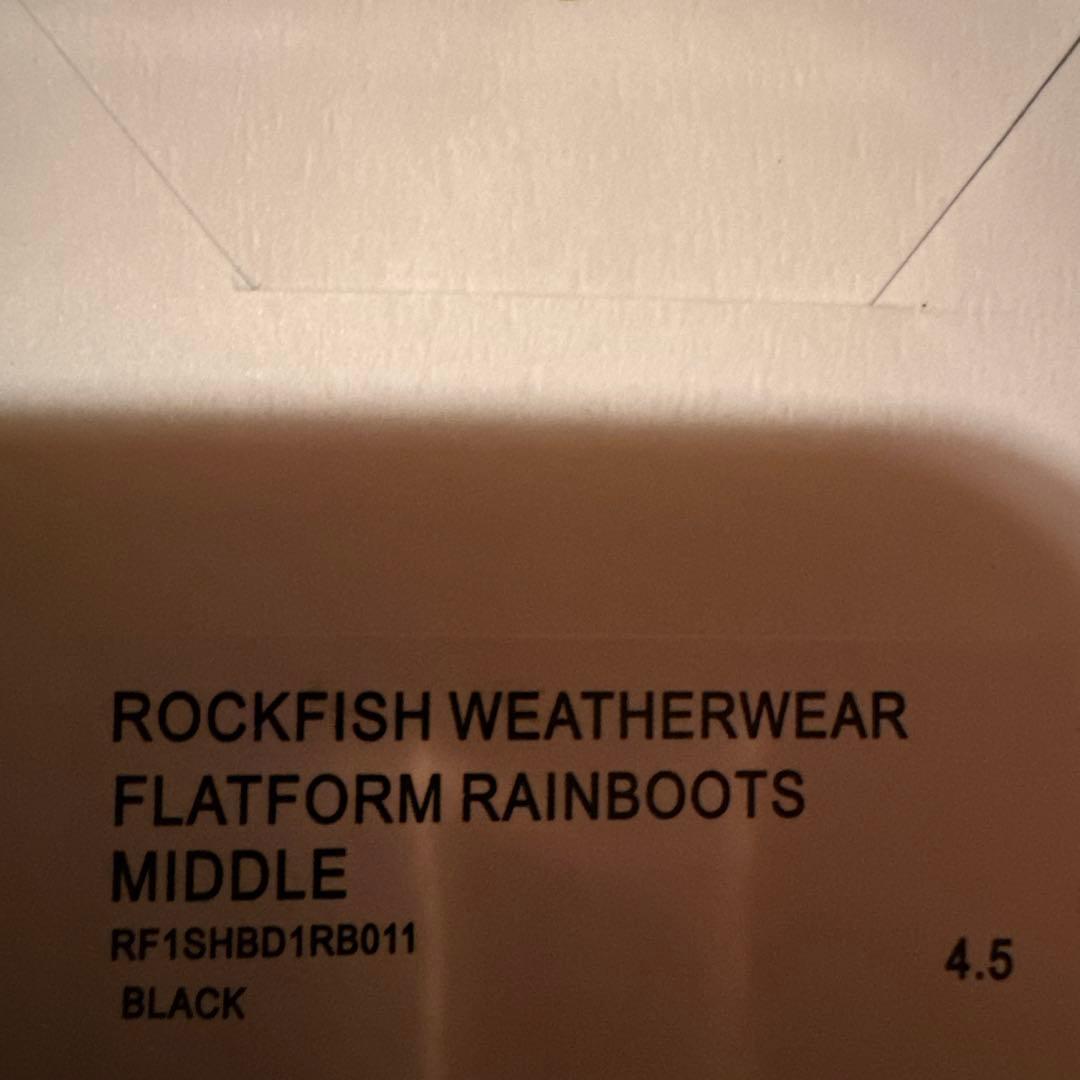 ROCKFISH WEATHERWEAR
FLATFORM RAINBOOTS
MIDDLE
RF1SHBD1RB011
BLACK
4.5